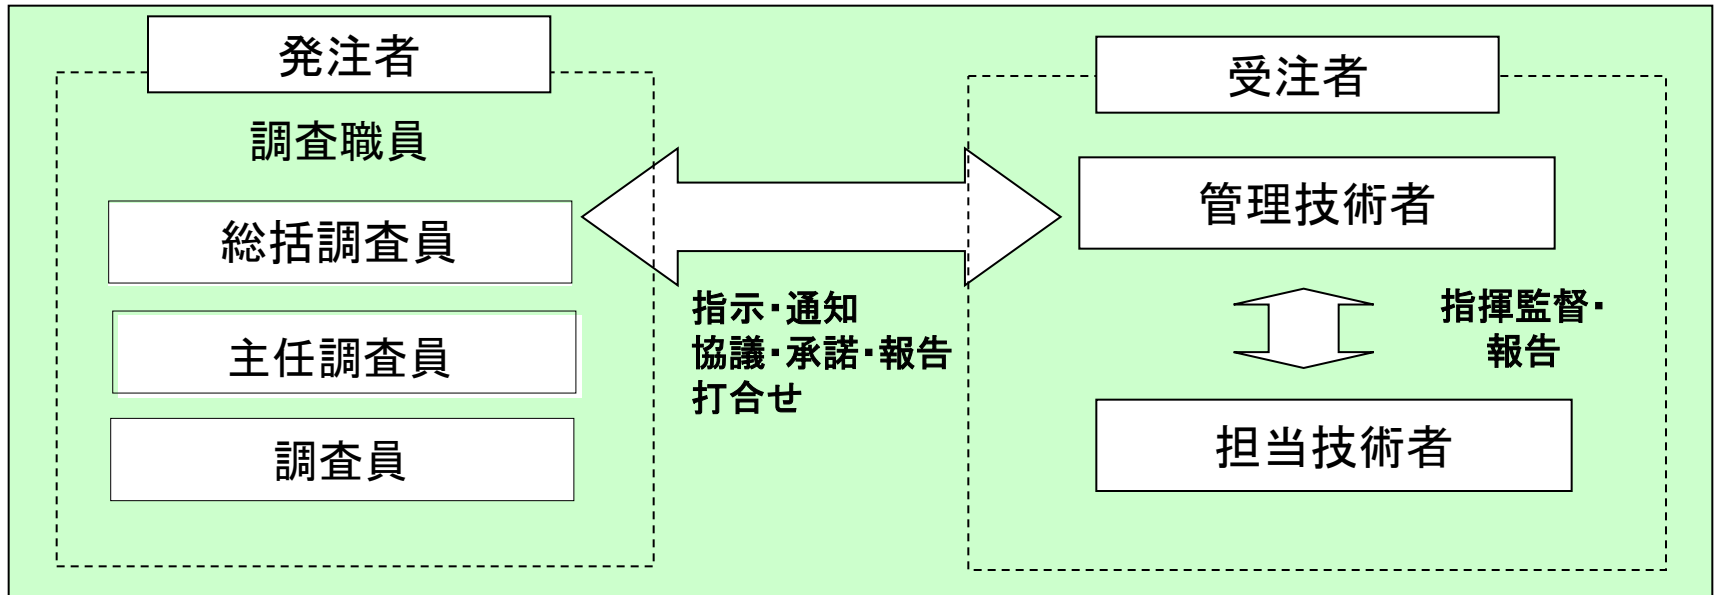 発注者
調査職員
総括調査員
主任調査員
調査員
指示・通知
協議・承諾・報告
打合せ
受注者
管理技術者
指揮監督・
報告
担当技術者